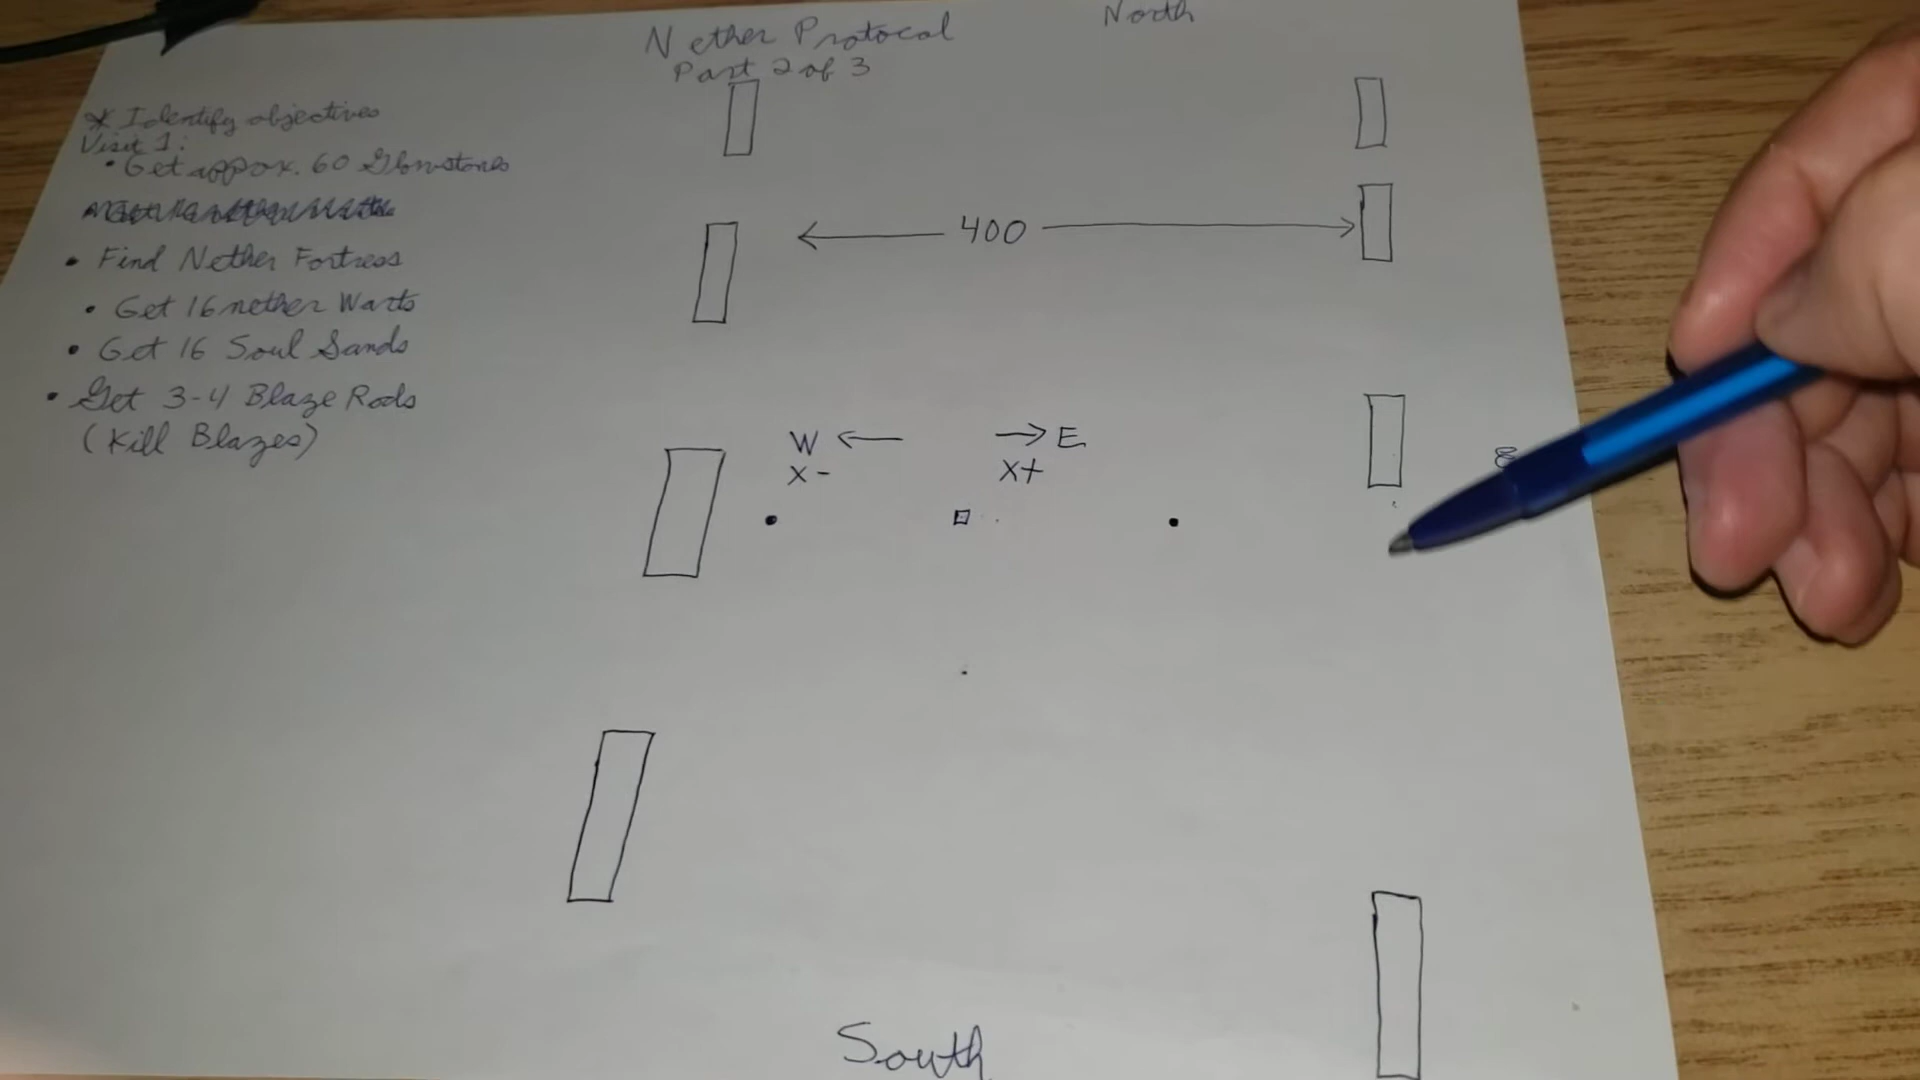 North
Nether Protocal
Part 2 of 3
* Identify objectives
Visit 1:
• Get appox. 60 Glowstones
• Find Nether Fortress
• Get 16 nether Warts
• Get 16 Soul Sands
• Get 3-4 Blaze Rods
(Kill Blazes)
400
W E
X- X+
South